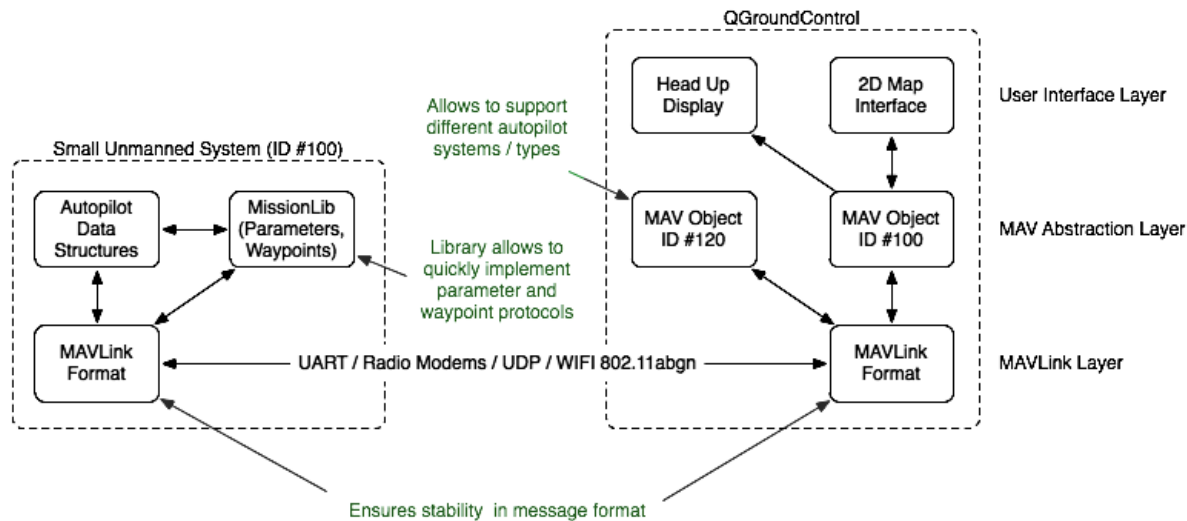 QGroundControl
Head Up
Display
2D Map
Interface
User Interface Layer
Allows to support
different autopilot
systems / types
Small Unmanned System (ID #100)
Autopilot
Data
Structures
MissionLib
(Parameters,
Waypoints)
MAV Object
ID #120
MAV Object
ID #100
MAV Abstraction Layer
Library allows to
quickly implement
parameter and
waypoint protocols
MAVLink
Format
UART / Radio Modems / UDP / WIFI 802.11abgn
MAVLink
Format
MAVLink Layer
Ensures stability in message format